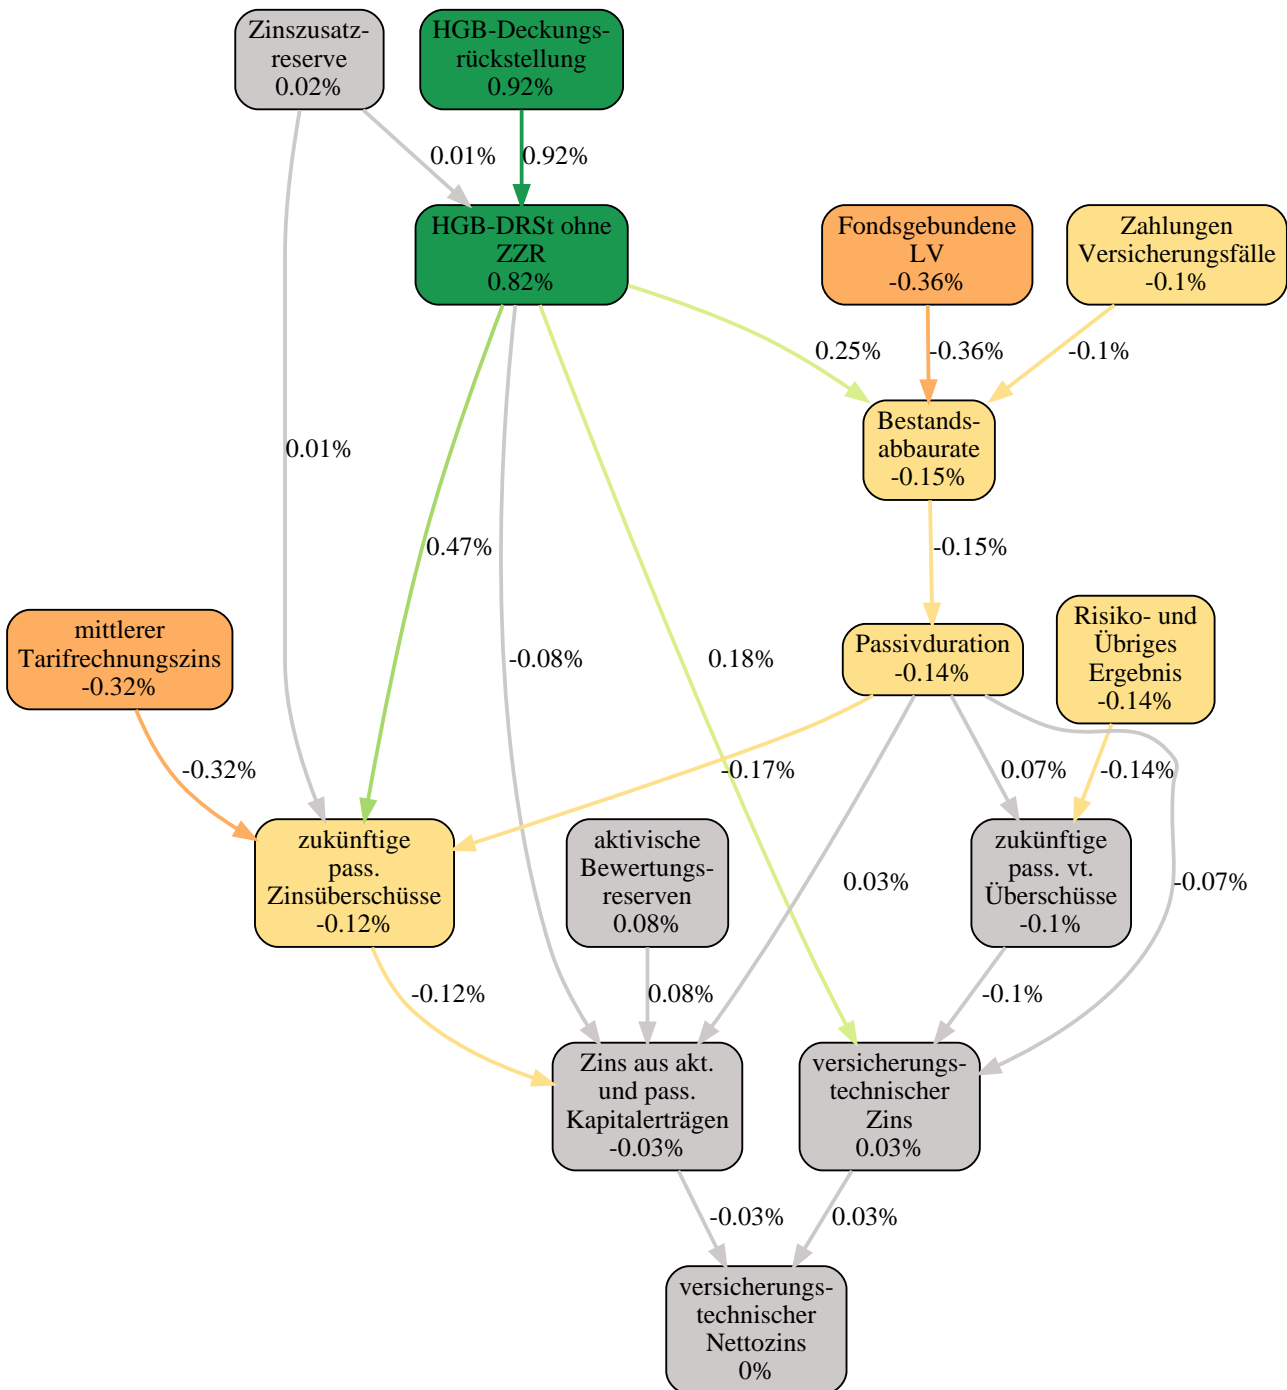 Zinszusatz-
reserve
0.02%
HGB-Deckungs-
rückstellung
0.92%
0.01%
0.92%
HGB-DRSt ohne
ZZR
0.82%
Fondsgebundene
LV
-0.36%
Zahlungen
Versicherungsfälle
-0.1%
0.25%
-0.36%
-0.1%
Bestands-
abbaurate
-0.15%
0.01%
0.47%
-0.15%
mittlerer
Tarifrechnungszins
-0.32%
-0.08%
0.18%
Passivduration
-0.14%
Risiko- und
Übriges
Ergebnis
-0.14%
-0.32%
-0.17%
0.07%
-0.14%
zukünftige
pass.
Zinsüberschüsse
-0.12%
aktivische
Bewertungs-
reserven
0.08%
0.03%
zukünftige
pass. vt.
Überschüsse
-0.1%
-0.07%
-0.12%
0.08%
-0.1%
Zins aus akt.
und pass.
Kapitalerträgen
-0.03%
versicherungs-
technischer
Zins
0.03%
-0.03%
0.03%
versicherungs-
technischer
Nettozins
0%